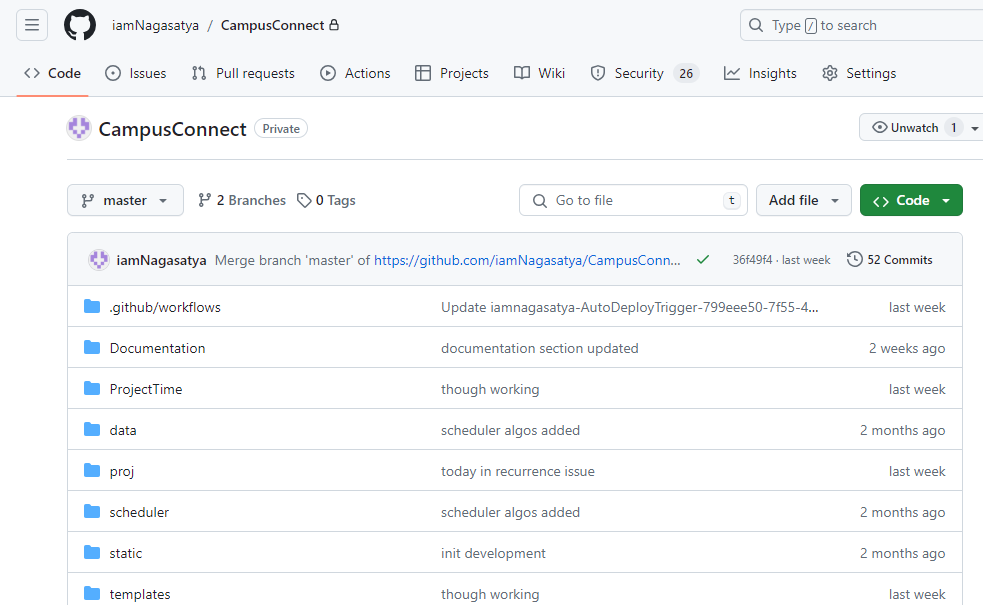 iamNagasatya / CampusConnect
Type / to search
Code Issues Pull requests Actions Projects Wiki Security 26 Insights Settings
CampusConnect Private
Unwatch 1
master 2 Branches 0 Tags
Go to file t
Add file
Code
iamNagasatya Merge branch 'master' of https://github.com/iamNagasatya/CampusConn... 36f49f4 · last week 52 Commits
.github/workflows Update iamnagasatya-AutoDeployTrigger-799eee50-7f55-4... last week
Documentation documentation section updated 2 weeks ago
ProjectTime though working last week
data scheduler algos added 2 months ago
proj today in recurrence issue last week
scheduler scheduler algos added 2 months ago
static init development 2 months ago
templates though working last week